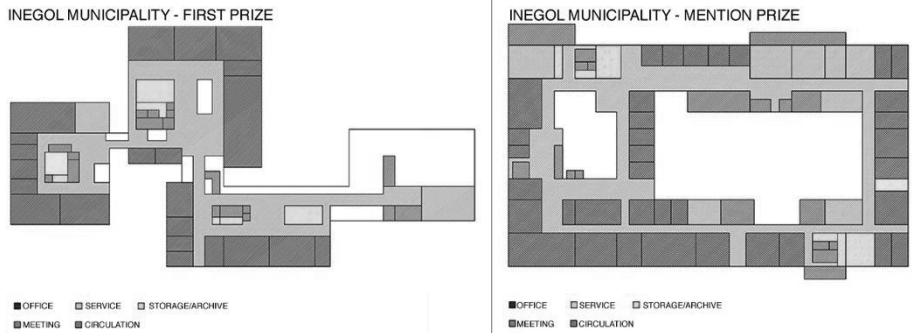 INEGOL MUNICIPALITY - FIRST PRIZE
OFFICE SERVICE STORAGE/ARCHIVE
MEETING CIRCULATION
INEGOL MUNICIPALITY - MENTION PRIZE
OFFICE SERVICE STORAGE/ARCHIVE
MEETING CIRCULATION